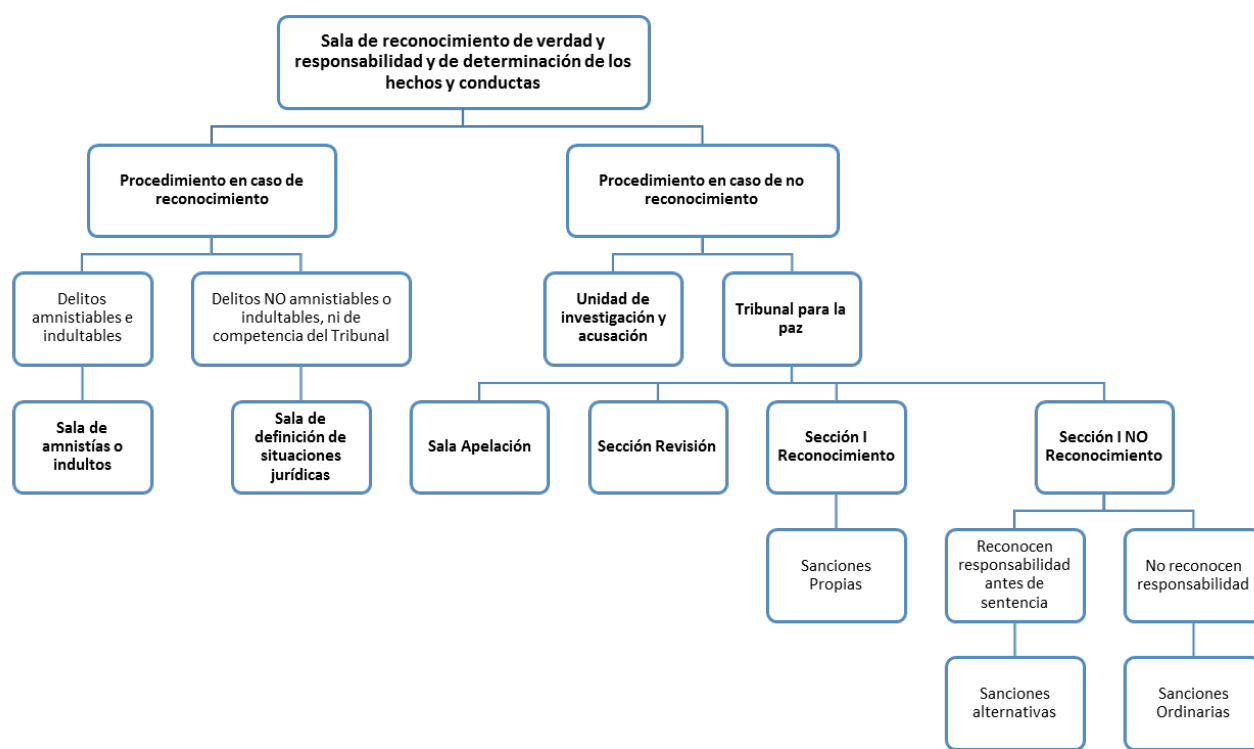 Sala de reconocimiento de verdad y
responsabilidad y de determinación de los
hechos y conductas
Procedimiento en caso de
reconocimiento
Procedimiento en caso de no
reconocimiento
Delitos
amnistiables e
indultables
Delitos NO amnistiables o
indultables, ni de
competencia del Tribunal
Unidad de
investigación y
acusación
Tribunal para la
paz
Sala de
amnistías o
indultos
Sala de
definición de
situaciones
jurídicas
Sala Apelación
Sección Revisión
Sección I
Reconocimiento
Sección I NO
Reconocimiento
Sanciones
Propias
Reconocen
responsabilidad
antes de
sentencia
No reconocen
responsabilidad
Sanciones
alternativas
Sanciones
Ordinarias